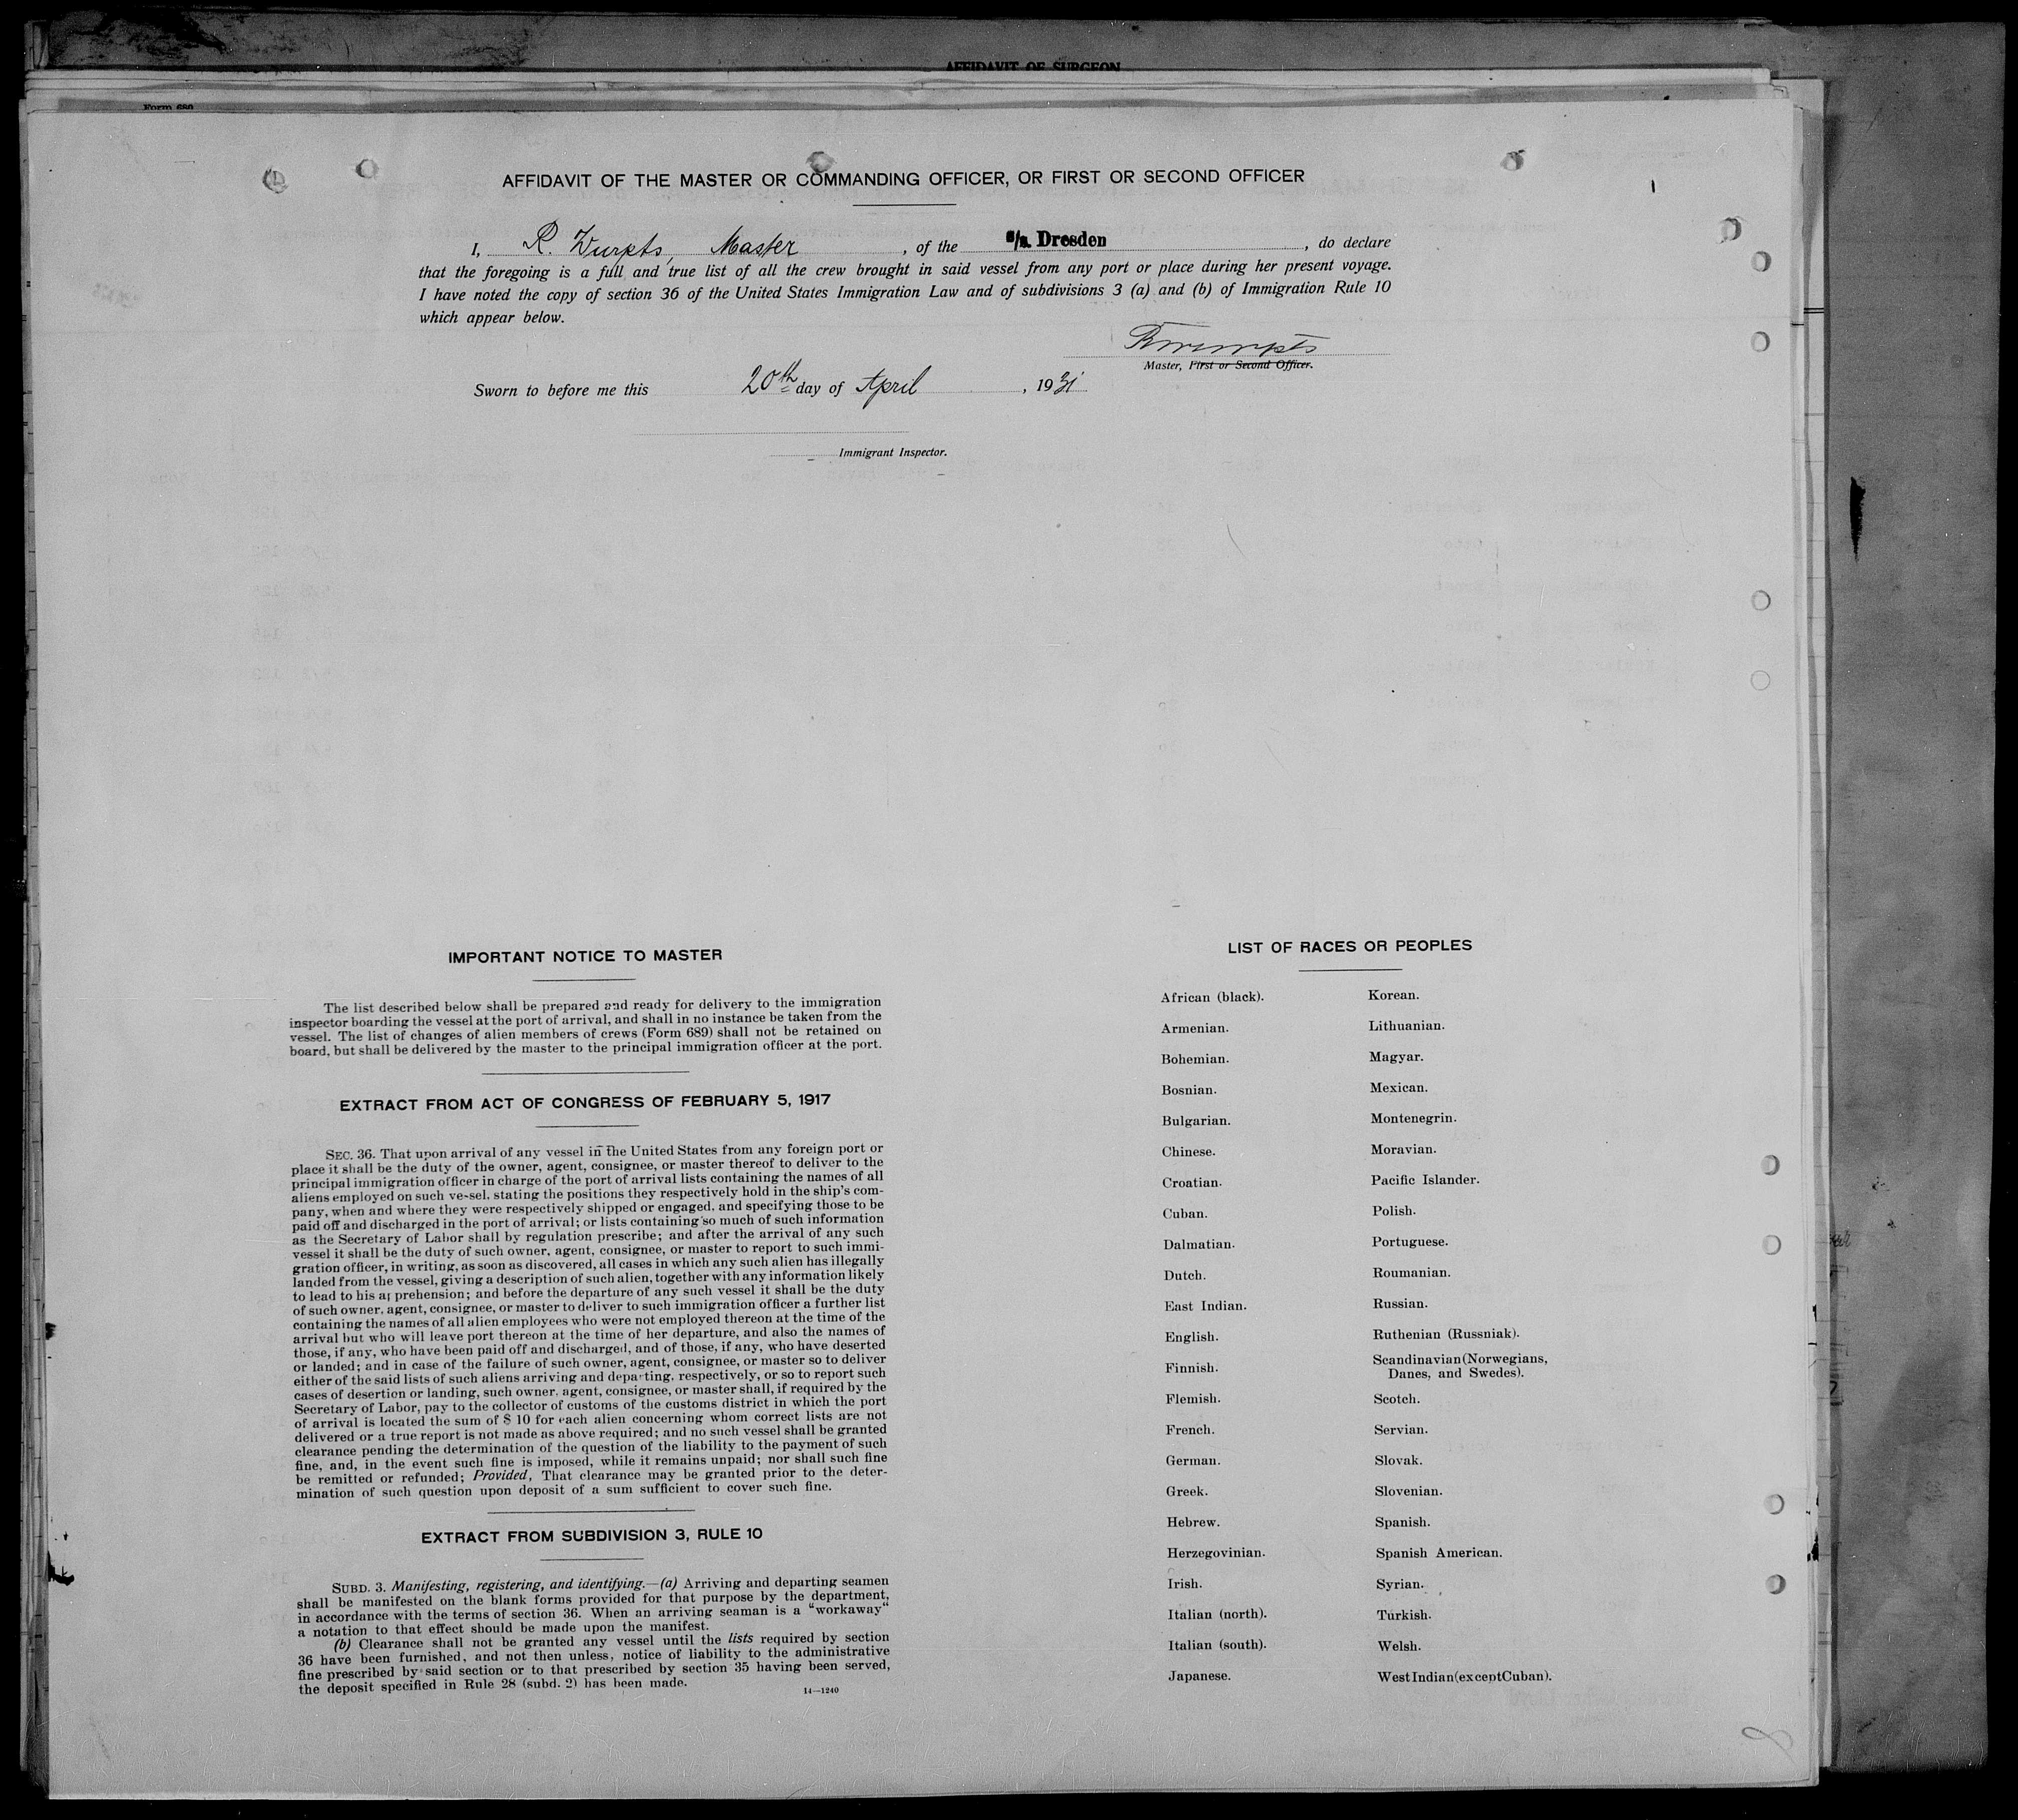 AFFIDAVIT OF SURGEON
Form 689
AFFIDAVIT OF THE MASTER OR COMMANDING OFFICER, OR FIRST OR SECOND OFFICER
I, R. Wurpts, Master, of the s/s. Dresden, do declare
that the foregoing is a full and true list of all the crew brought in said vessel from any port or place during her present voyage.
I have noted the copy of section 36 of the United States Immigration Law and of subdivisions 3 (a) and (b) of Immigration Rule 10
which appear below.
Master, First or Second Officer.
Sworn to before me this 20th day of April, 1931
Immigrant Inspector.
IMPORTANT NOTICE TO MASTER
The list described below shall be prepared and ready for delivery to the immigration
inspector boarding the vessel at the port of arrival, and shall in no instance be taken from the
vessel. The list of changes of alien members of crews (Form 689) shall not be retained on
board, but shall be delivered by the master to the principal immigration officer at the port.
EXTRACT FROM ACT OF CONGRESS OF FEBRUARY 5, 1917
SEC. 36. That upon arrival of any vessel in the United States from any foreign port or
place it shall be the duty of the owner, agent, consignee, or master thereof to deliver to the
principal immigration officer in charge of the port of arrival lists containing the names of all
aliens employed on such vessel, stating the positions they respectively hold in the ship's com-
pany, when and where they were respectively shipped or engaged, and specifying those to be
paid off and discharged in the port of arrival; or lists containing so much of such information
as the Secretary of Labor shall by regulation prescribe; and after the arrival of any such
vessel it shall be the duty of such owner, agent, consignee, or master to report to such immi-
gration officer, in writing, as soon as discovered, all cases in which any such alien has illegally
landed from the vessel, giving a description of such alien, together with any information likely
to lead to his apprehension; and before the departure of any such vessel it shall be the duty
of such owner, agent, consignee, or master to deliver to such immigration officer a further list
containing the names of all alien employees who were not employed thereon at the time of the
arrival but who will leave port thereon at the time of her departure, and also the names of
those, if any, who have been paid off and discharged, and of those, if any, who have deserted
or landed; and in case of the failure of such owner, agent, consignee, or master so to deliver
either of the said lists of such aliens arriving and departing, respectively, or so to report such
cases of desertion or landing, such owner, agent, consignee, or master shall, if required by the
Secretary of Labor, pay to the collector of customs of the customs district in which the port
of arrival is located the sum of $ 10 for each alien concerning whom correct lists are not
delivered or a true report is not made as above required; and no such vessel shall be granted
clearance pending the determination of the question of the liability to the payment of such
fine, and, in the event such fine is imposed, while it remains unpaid; nor shall such fine
be remitted or refunded; Provided, That clearance may be granted prior to the deter-
mination of such question upon deposit of a sum sufficient to cover such fine.
EXTRACT FROM SUBDIVISION 3, RULE 10
SUBD. 3. Manifesting, registering, and identifying.—(a) Arriving and departing seamen
shall be manifested on the blank forms provided for that purpose by the department,
in accordance with the terms of section 36. When an arriving seaman is a "workaway"
a notation to that effect should be made upon the manifest.
(b) Clearance shall not be granted any vessel until the lists required by section
36 have been furnished, and not then unless, notice of liability to the administrative
fine prescribed by said section or to that prescribed by section 35 having been served,
the deposit specified in Rule 28 (subd. 2) has been made.
14—1240
LIST OF RACES OR PEOPLES
African (black).
Armenian.
Bohemian.
Bosnian.
Bulgarian.
Chinese.
Croatian.
Cuban.
Dalmatian.
Dutch.
East Indian.
English.
Finnish.
Flemish.
French.
German.
Greek.
Hebrew.
Herzegovinian.
Irish.
Italian (north).
Italian (south).
Japanese.
Korean.
Lithuanian.
Magyar.
Mexican.
Montenegrin.
Moravian.
Pacific Islander.
Polish.
Portuguese.
Roumanian.
Russian.
Ruthenian (Russniak).
Scandinavian (Norwegians,
Danes, and Swedes).
Scotch.
Servian.
Slovak.
Slovenian.
Spanish.
Spanish American.
Syrian.
Turkish.
Welsh.
West Indian (except Cuban).